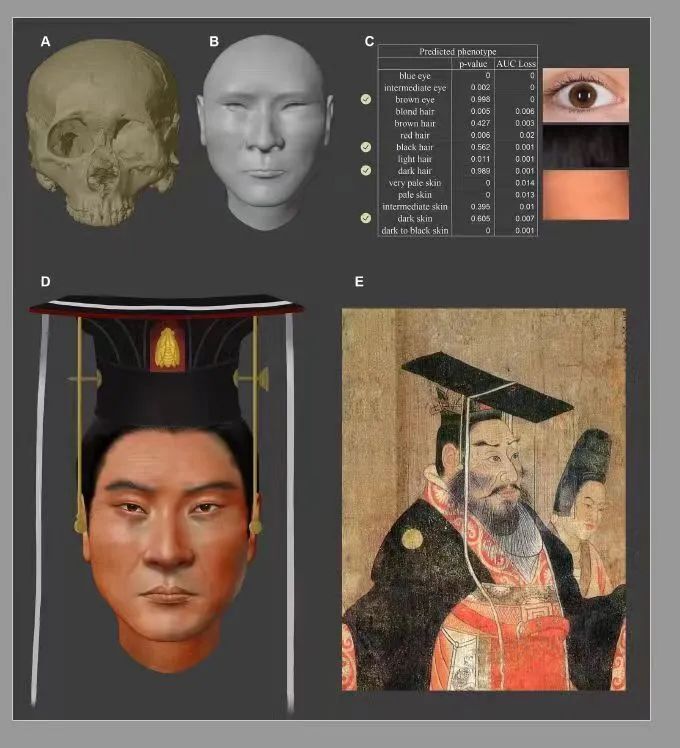 A
B
C
Predicted phenotype
p-value AUC Loss
blue eye 0 0
intermediate eye 0.002 0
brown eye 0.998 0
blond hair 0.005 0.006
brown hair 0.427 0.003
red hair 0.006 0.02
black hair 0.562 0.001
light hair 0.011 0.001
dark hair 0.989 0.001
very pale skin 0 0.014
pale skin 0 0.013
intermediate skin 0.395 0.01
dark skin 0.605 0.007
dark to black skin 0 0.001
D
E